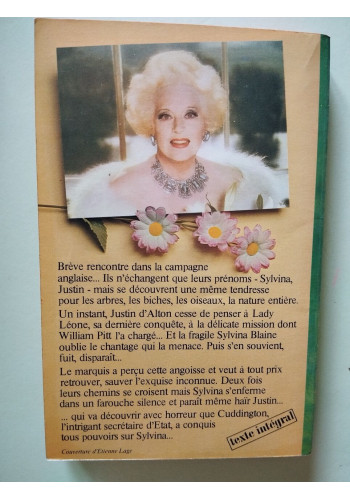 Brève rencontre dans la campagne
anglaise... Ils n'échangent que leurs prénoms - Sylvina,
Justin - mais se découvrent une même tendresse
pour les arbres, les biches, les oiseaux, la nature entière.
Un instant, Justin d'Alton cesse de penser à Lady
Léone, sa dernière conquête, à la délicate mission dont
William Pitt l'a chargé... Et la fragile Sylvina Blaine
oublie le chantage qui la menace. Puis s'en souvient,
fuit, disparaît...
Le marquis a perçu cette angoisse et veut à tout prix
retrouver, sauver l'exquise inconnue. Deux fois
leurs chemins se croisent mais Sylvina s'enferme
dans un farouche silence et paraît même haïr Justin...
... qui va découvrir avec horreur que Cuddington,
l'intrigant secrétaire d'Etat, a conquis
tous pouvoirs sur Sylvina...
texte intégral
Couverture d'Etienne Lage